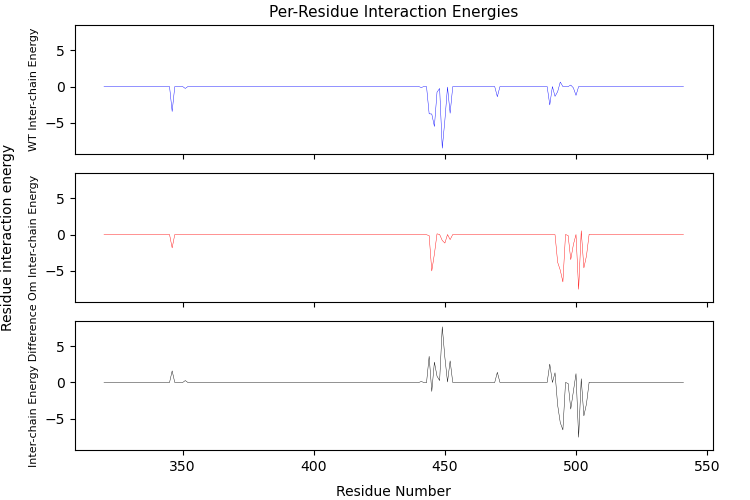 Per-Residue Interaction Energies
Residue interaction energy
WT Inter-chain Energy
5
0
−5
Om Inter-chain Energy
5
0
−5
Inter-chain Energy Difference
5
0
−5
350
400
450
500
550
Residue Number